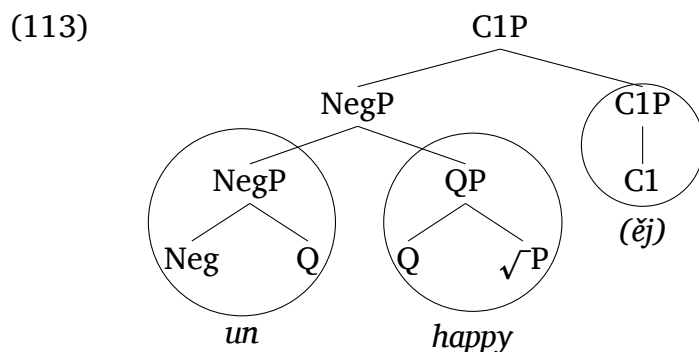 (113) C1P
NegP C1P
NegP QP C1
Neg Q Q √P (ěj)
un happy